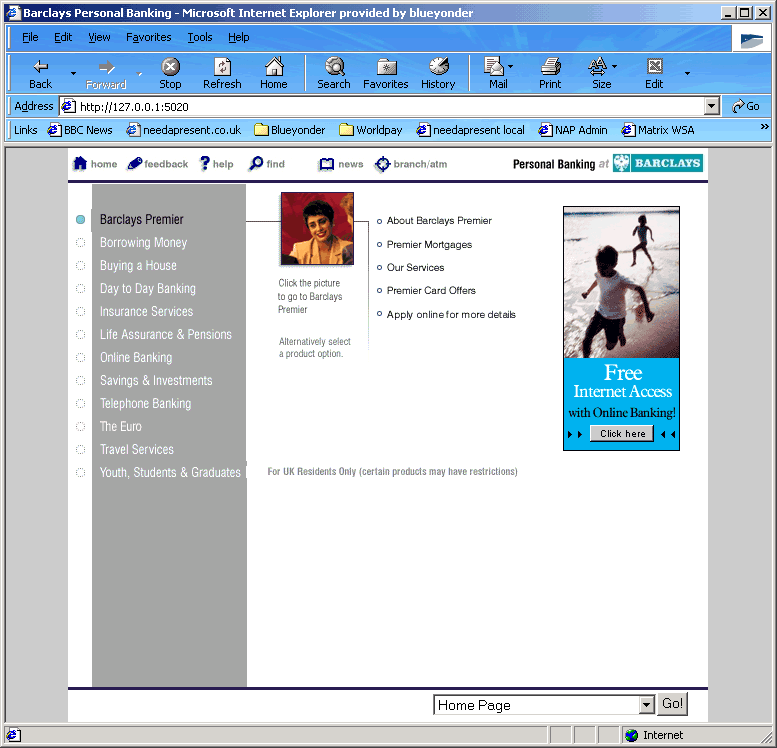 Barclays Personal Banking - Microsoft Internet Explorer provided by blueyonder
File Edit View Favorites Tools Help
Back Forward Stop Refresh Home Search Favorites History Mail Print Size Edit
Address http://127.0.0.1:5020 Go
Links BBC News needapresent.co.uk Blueyonder Worldpay needapresent local NAP Admin Matrix WSA »
home feedback ? help find news branch/atm Personal Banking at BARCLAYS
Barclays Premier
Borrowing Money
Buying a House
Day to Day Banking
Insurance Services
Life Assurance & Pensions
Online Banking
Savings & Investments
Telephone Banking
The Euro
Travel Services
Youth, Students & Graduates
Click the picture
to go to Barclays
Premier
Alternatively select
a product option.
About Barclays Premier
Premier Mortgages
Our Services
Premier Card Offers
Apply online for more details
Free
Internet Access
with Online Banking!
Click here
For UK Residents Only (certain products may have restrictions)
Home Page Go!
Internet